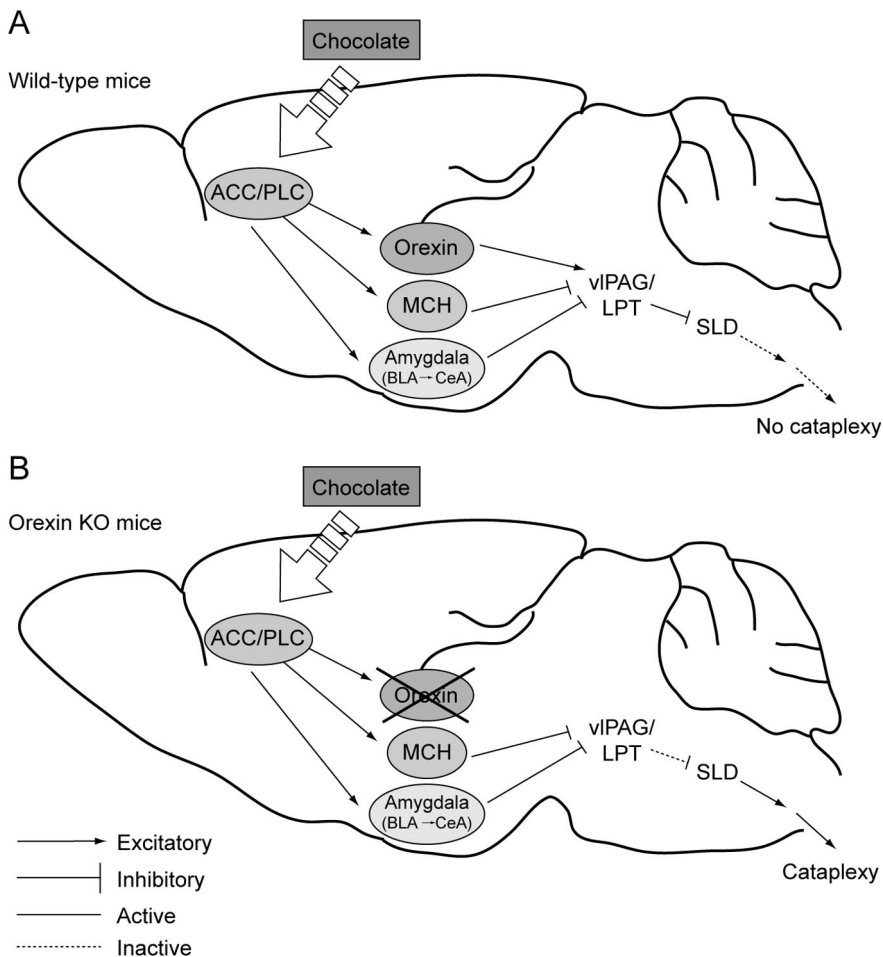 A
Chocolate
Wild-type mice
ACC/PLC
Orexin
MCH
Amygdala
(BLA→CeA)
vlPAG/
LPT
SLD
No cataplexy
B
Chocolate
Orexin KO mice
ACC/PLC
Orexin
MCH
Amygdala
(BLA→CeA)
vlPAG/
LPT
SLD
Cataplexy
Excitatory
Inhibitory
Active
Inactive